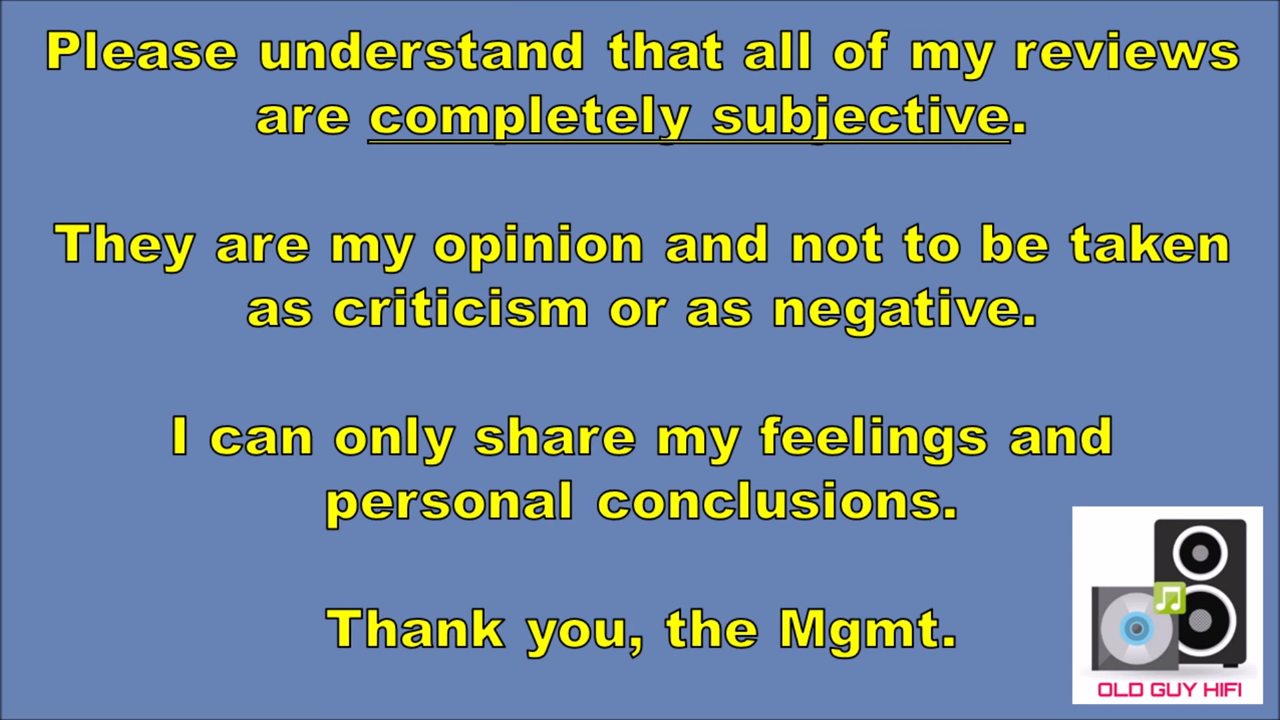 Please understand that all of my reviews
are completely subjective.
They are my opinion and not to be taken
as criticism or as negative.
I can only share my feelings and
personal conclusions.
Thank you, the Mgmt.
OLD GUY HIFI